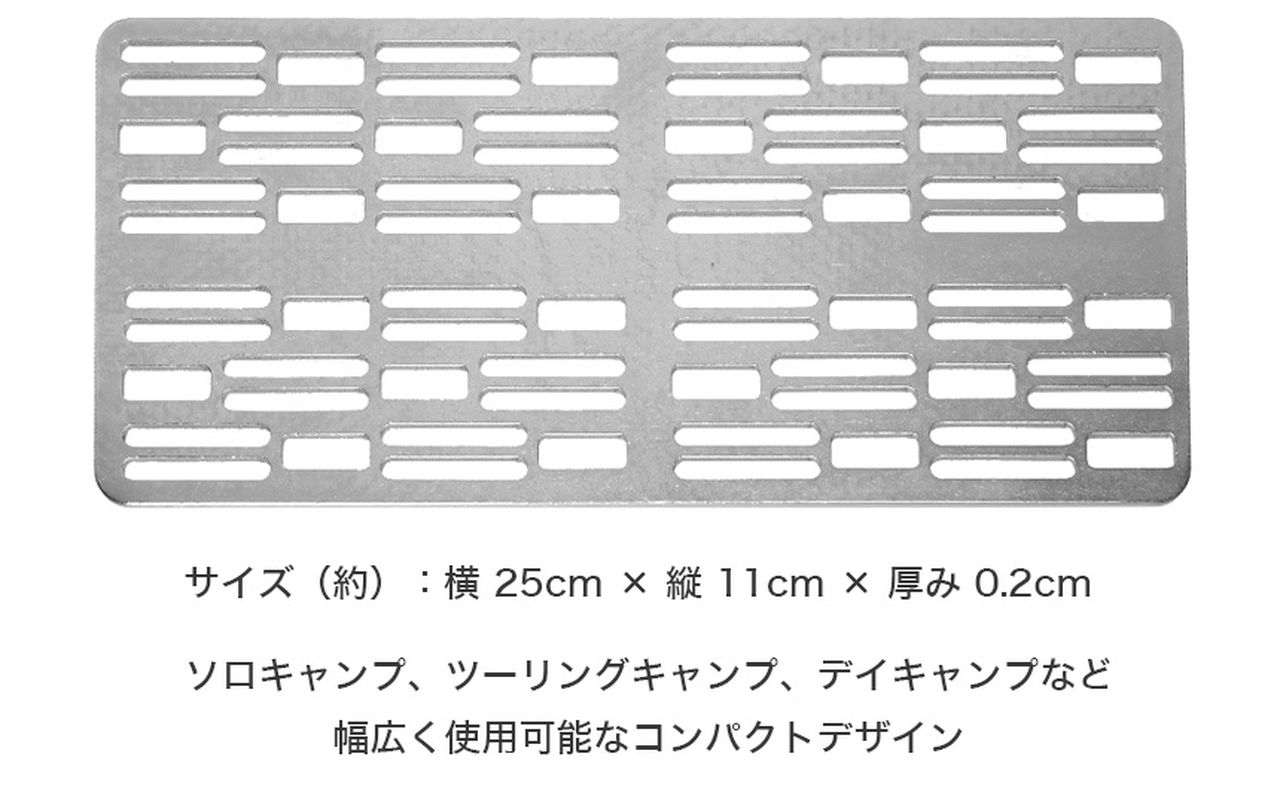 サイズ（約）：横 25cm × 縦 11cm × 厚み 0.2cm
ソロキャンプ、ツーリングキャンプ、デイキャンプなど
幅広く使用可能なコンパクトデザイン